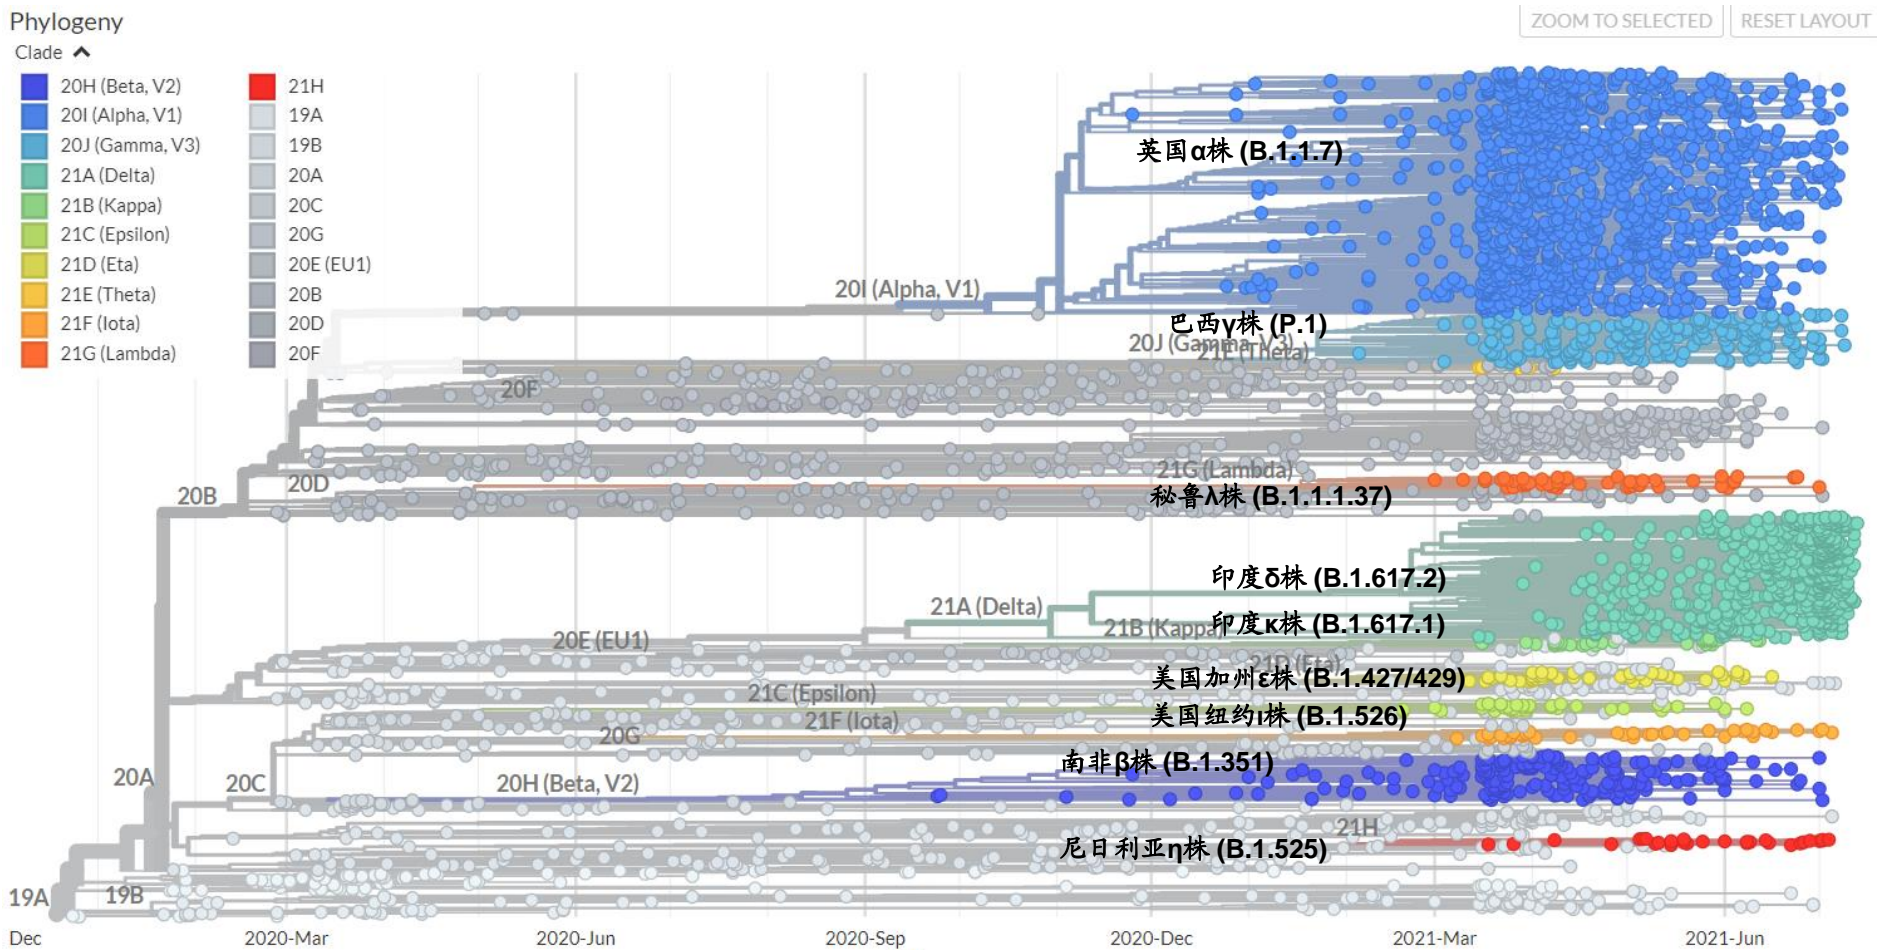 Phylogeny
ZOOM TO SELECTED
RESET LAYOUT
Clade
20H (Beta, V2)
20I (Alpha, V1)
20J (Gamma, V3)
21A (Delta)
21B (Kappa)
21C (Epsilon)
21D (Eta)
21E (Theta)
21F (Iota)
21G (Lambda)
21H
19A
19B
20A
20C
20G
20E (EU1)
20B
20D
20F
英国α株 (B.1.1.7)
20I (Alpha, V1)
巴西γ株 (P.1)
20J (Gamma, V3)
21E (Theta)
20F
21G (Lambda)
20D
20B
秘鲁λ株 (B.1.1.1.37)
印度δ株 (B.1.617.2)
21A (Delta)
21B (Kappa)
印度κ株 (B.1.617.1)
20E (EU1)
21D (Eta)
美国加州ε株 (B.1.427/429)
21C (Epsilon)
美国纽约ι株 (B.1.526)
21F (Iota)
20G
南非β株 (B.1.351)
20A
20C
20H (Beta, V2)
21H
尼日利亚η株 (B.1.525)
19A
19B
Dec
2020-Mar
2020-Jun
2020-Sep
2020-Dec
2021-Mar
2021-Jun